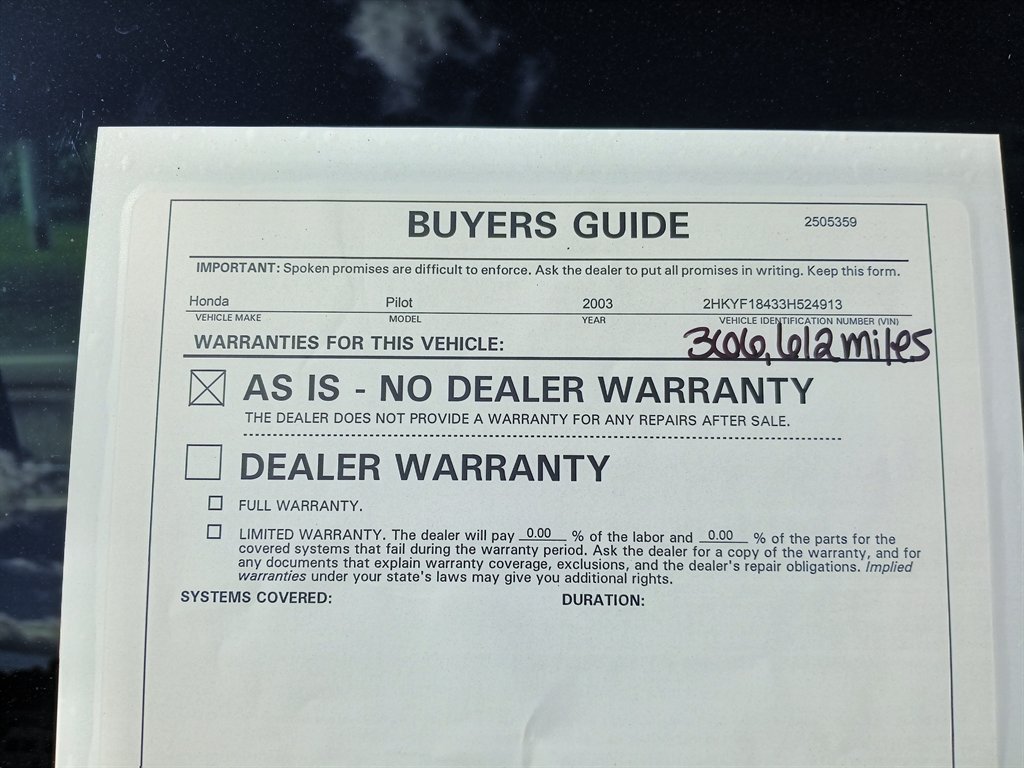 BUYERS GUIDE 2505359
IMPORTANT: Spoken promises are difficult to enforce. Ask the dealer to put all promises in writing. Keep this form.
Honda Pilot 2003 2HKYF18433H524913
VEHICLE MAKE MODEL YEAR VEHICLE IDENTIFICATION NUMBER (VIN)
WARRANTIES FOR THIS VEHICLE: 306,612 miles
AS IS - NO DEALER WARRANTY
THE DEALER DOES NOT PROVIDE A WARRANTY FOR ANY REPAIRS AFTER SALE.
DEALER WARRANTY
FULL WARRANTY.
LIMITED WARRANTY. The dealer will pay 0.00 % of the labor and 0.00 % of the parts for the
covered systems that fail during the warranty period. Ask the dealer for a copy of the warranty, and for
any documents that explain warranty coverage, exclusions, and the dealer's repair obligations. Implied
warranties under your state's laws may give you additional rights.
SYSTEMS COVERED: DURATION: